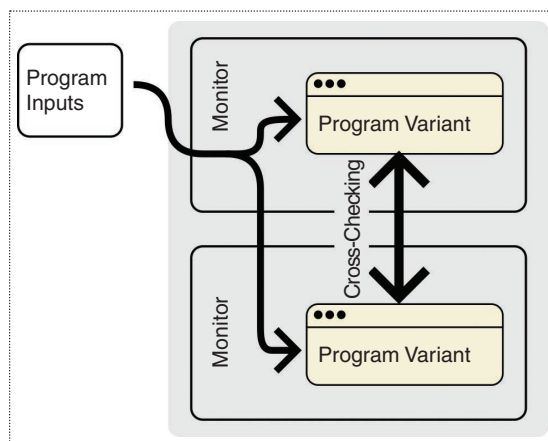 Program
Inputs
Monitor
Program Variant
Cross-Checking
Monitor
Program Variant